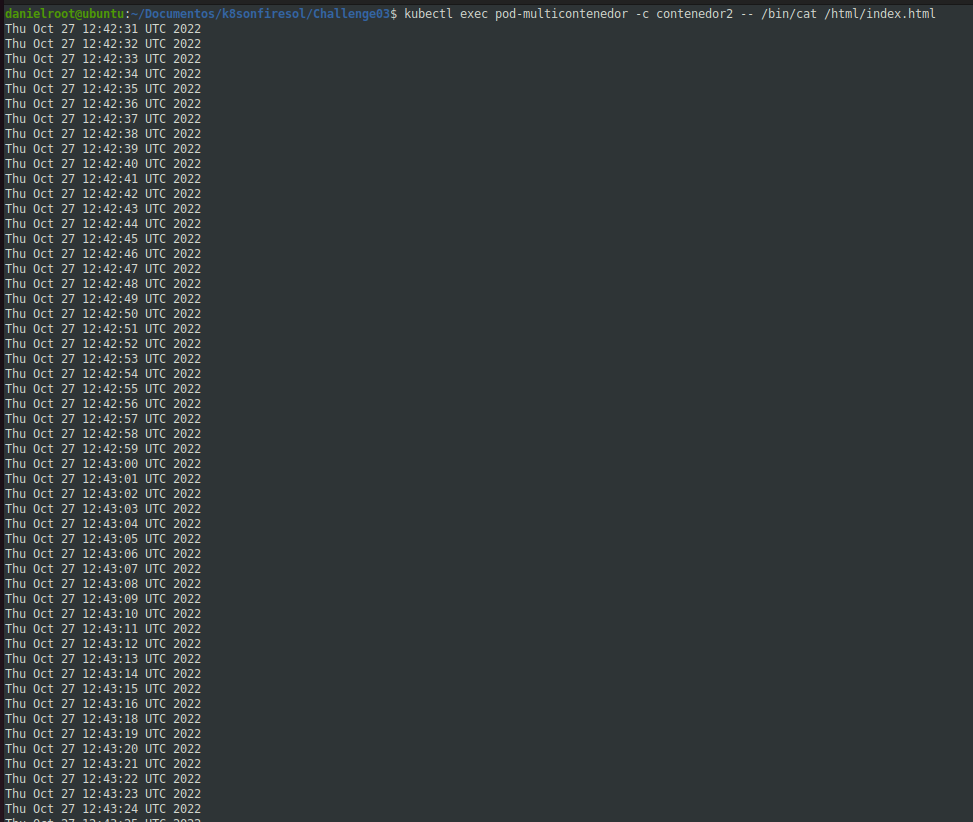 danielroot@ubuntu:~/Documentos/k8sonfiresol/Challenge03$ kubectl exec pod-multicontenedor -c contenedor2 -- /bin/cat /html/index.html
Thu Oct 27 12:42:31 UTC 2022
Thu Oct 27 12:42:32 UTC 2022
Thu Oct 27 12:42:33 UTC 2022
Thu Oct 27 12:42:34 UTC 2022
Thu Oct 27 12:42:35 UTC 2022
Thu Oct 27 12:42:36 UTC 2022
Thu Oct 27 12:42:37 UTC 2022
Thu Oct 27 12:42:38 UTC 2022
Thu Oct 27 12:42:39 UTC 2022
Thu Oct 27 12:42:40 UTC 2022
Thu Oct 27 12:42:41 UTC 2022
Thu Oct 27 12:42:42 UTC 2022
Thu Oct 27 12:42:43 UTC 2022
Thu Oct 27 12:42:44 UTC 2022
Thu Oct 27 12:42:45 UTC 2022
Thu Oct 27 12:42:46 UTC 2022
Thu Oct 27 12:42:47 UTC 2022
Thu Oct 27 12:42:48 UTC 2022
Thu Oct 27 12:42:49 UTC 2022
Thu Oct 27 12:42:50 UTC 2022
Thu Oct 27 12:42:51 UTC 2022
Thu Oct 27 12:42:52 UTC 2022
Thu Oct 27 12:42:53 UTC 2022
Thu Oct 27 12:42:54 UTC 2022
Thu Oct 27 12:42:55 UTC 2022
Thu Oct 27 12:42:56 UTC 2022
Thu Oct 27 12:42:57 UTC 2022
Thu Oct 27 12:42:58 UTC 2022
Thu Oct 27 12:42:59 UTC 2022
Thu Oct 27 12:43:00 UTC 2022
Thu Oct 27 12:43:01 UTC 2022
Thu Oct 27 12:43:02 UTC 2022
Thu Oct 27 12:43:03 UTC 2022
Thu Oct 27 12:43:04 UTC 2022
Thu Oct 27 12:43:05 UTC 2022
Thu Oct 27 12:43:06 UTC 2022
Thu Oct 27 12:43:07 UTC 2022
Thu Oct 27 12:43:08 UTC 2022
Thu Oct 27 12:43:09 UTC 2022
Thu Oct 27 12:43:10 UTC 2022
Thu Oct 27 12:43:11 UTC 2022
Thu Oct 27 12:43:12 UTC 2022
Thu Oct 27 12:43:13 UTC 2022
Thu Oct 27 12:43:14 UTC 2022
Thu Oct 27 12:43:15 UTC 2022
Thu Oct 27 12:43:16 UTC 2022
Thu Oct 27 12:43:18 UTC 2022
Thu Oct 27 12:43:19 UTC 2022
Thu Oct 27 12:43:20 UTC 2022
Thu Oct 27 12:43:21 UTC 2022
Thu Oct 27 12:43:22 UTC 2022
Thu Oct 27 12:43:23 UTC 2022
Thu Oct 27 12:43:24 UTC 2022